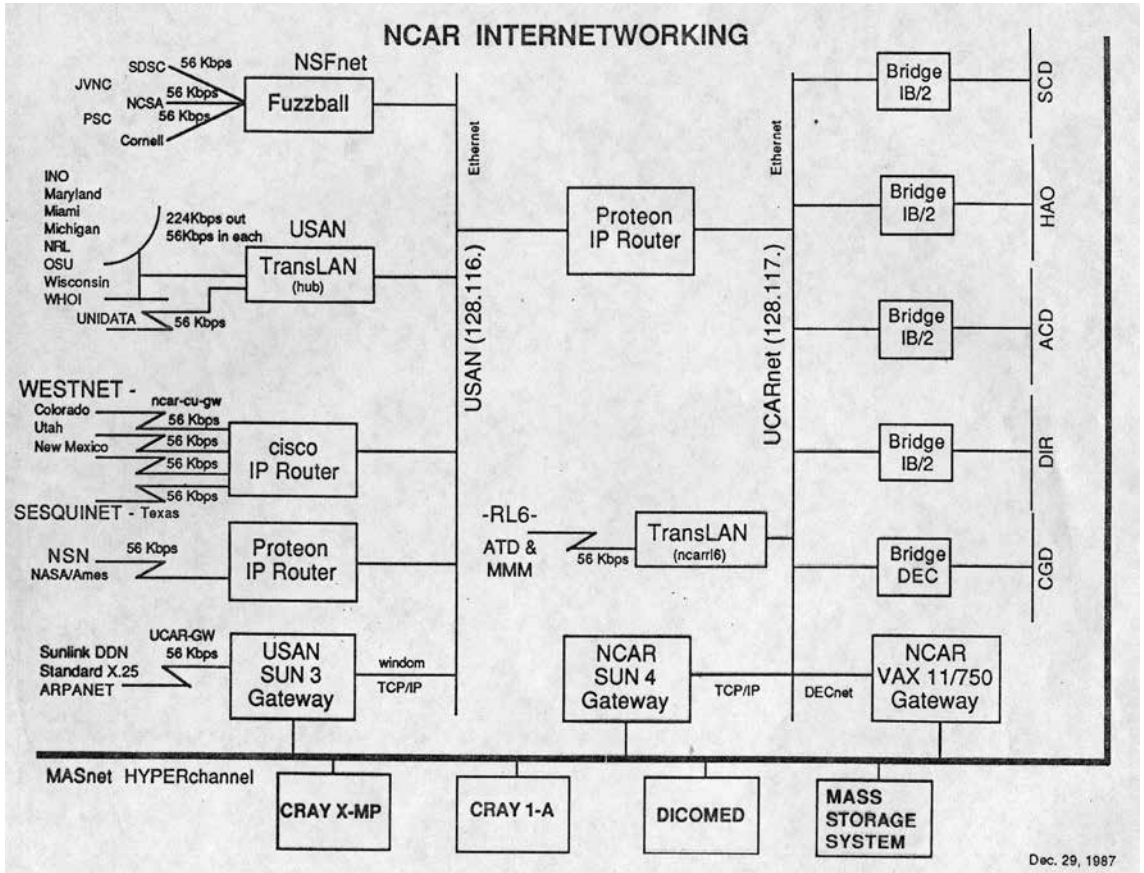 NCAR INTERNETWORKING
NSFnet
SDSC
56 Kbps
JVNC
NCSA
56 Kbps
PSC
56 Kbps
Cornell
Fuzzball
INO
Maryland
Miami
Michigan
NRL
OSU
Wisconsin
WHOI
UNIDATA
224Kbps out
56Kbps in each
56 Kbps
USAN
TransLAN
(hub)
WESTNET -
Colorado
Utah
New Mexico
ncar-cu-gw
56 Kbps
56 Kbps
56 Kbps
56 Kbps
SESQUINET - Texas
cisco
IP Router
NSN
NASA/Ames
56 Kbps
Proteon
IP Router
Sunlink DDN
Standard X.25
ARPANET
UCAR-GW
56 Kbps
USAN
SUN 3
Gateway
windom
TCP/IP
Ethernet
USAN (128.116.)
Proteon
IP Router
-RL6-
ATD &
MMM
56 Kbps
TransLAN
(ncarrl6)
NCAR
SUN 4
Gateway
TCP/IP
Ethernet
UCARnet (128.117.)
DECnet
NCAR
VAX 11/750
Gateway
Bridge
IB/2
SCD
Bridge
IB/2
HAO
Bridge
IB/2
ACD
Bridge
IB/2
DIR
Bridge
DEC
CGD
MASnet HYPERchannel
CRAY X-MP
CRAY 1-A
DICOMED
MASS
STORAGE
SYSTEM
Dec. 29, 1987